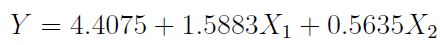 Y = 4.4075 + 1.5883X₁ + 0.5635X₂